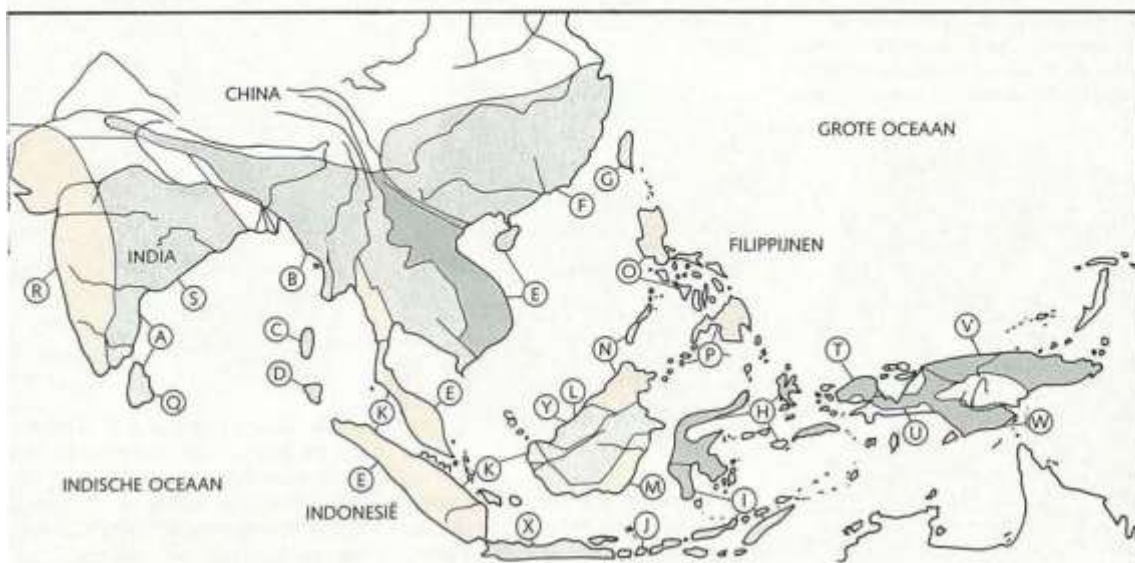 CHINA
GROTE OCEAAN
G
F
FILIPPIJNEN
INDIA
O
R
S
B
E
V
A
C
N
P
T
D
E
L
Y
H
Q
K
U
W
K
M
INDISCHE OCEAAN
E
I
INDONESIË
X
J